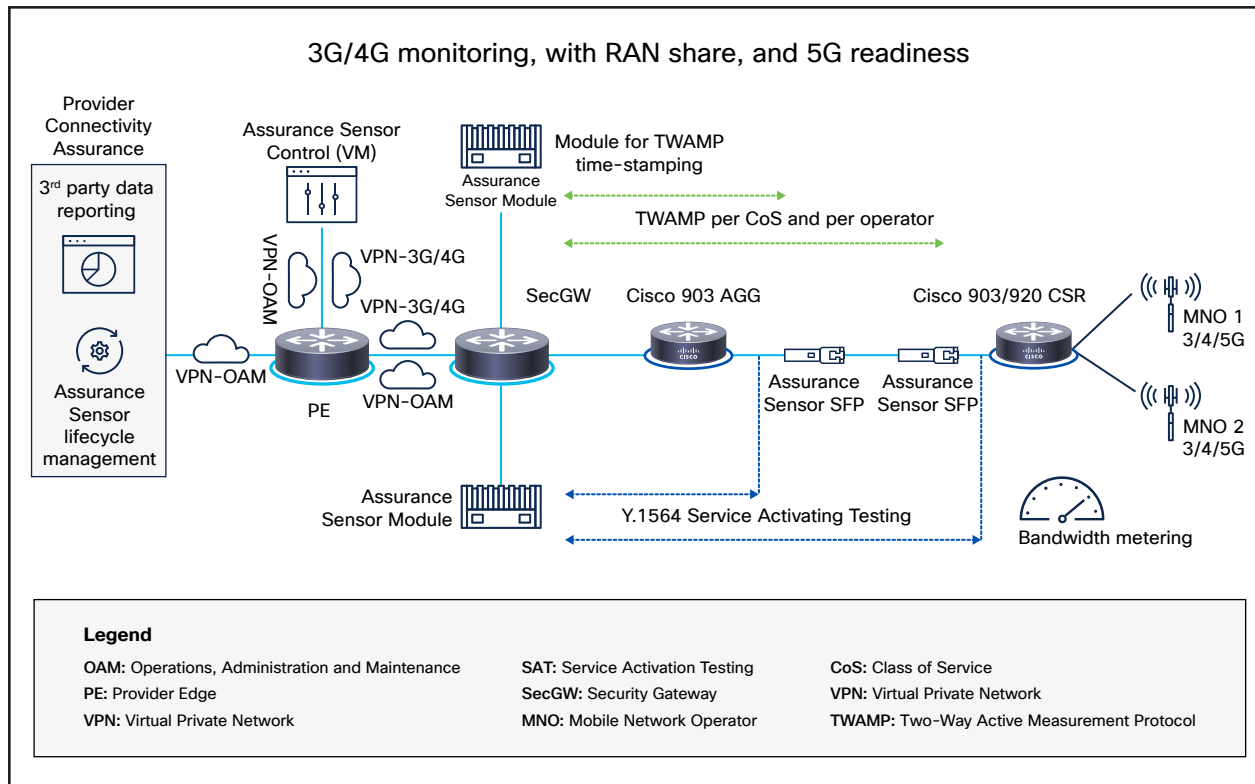 3G/4G monitoring, with RAN share, and 5G readiness
Provider
Connectivity
Assurance
3rd party data
reporting
Assurance
Sensor
lifecycle
management
VPN-OAM
Assurance Sensor
Control (VM)
VPN-OAM
VPN-3G/4G
VPN-3G/4G
VPN-OAM
PE
Assurance
Sensor Module
Module for TWAMP
time-stamping
TWAMP per CoS and per operator
SecGW
Cisco 903 AGG
CISCO
Assurance
Sensor SFP
Assurance
Sensor SFP
Cisco 903/920 CSR
CISCO
MNO 1
3/4/5G
MNO 2
3/4/5G
Assurance
Sensor Module
Y.1564 Service Activating Testing
Bandwidth metering
Legend
OAM: Operations, Administration and Maintenance
PE: Provider Edge
VPN: Virtual Private Network
SAT: Service Activation Testing
SecGW: Security Gateway
MNO: Mobile Network Operator
CoS: Class of Service
VPN: Virtual Private Network
TWAMP: Two-Way Active Measurement Protocol